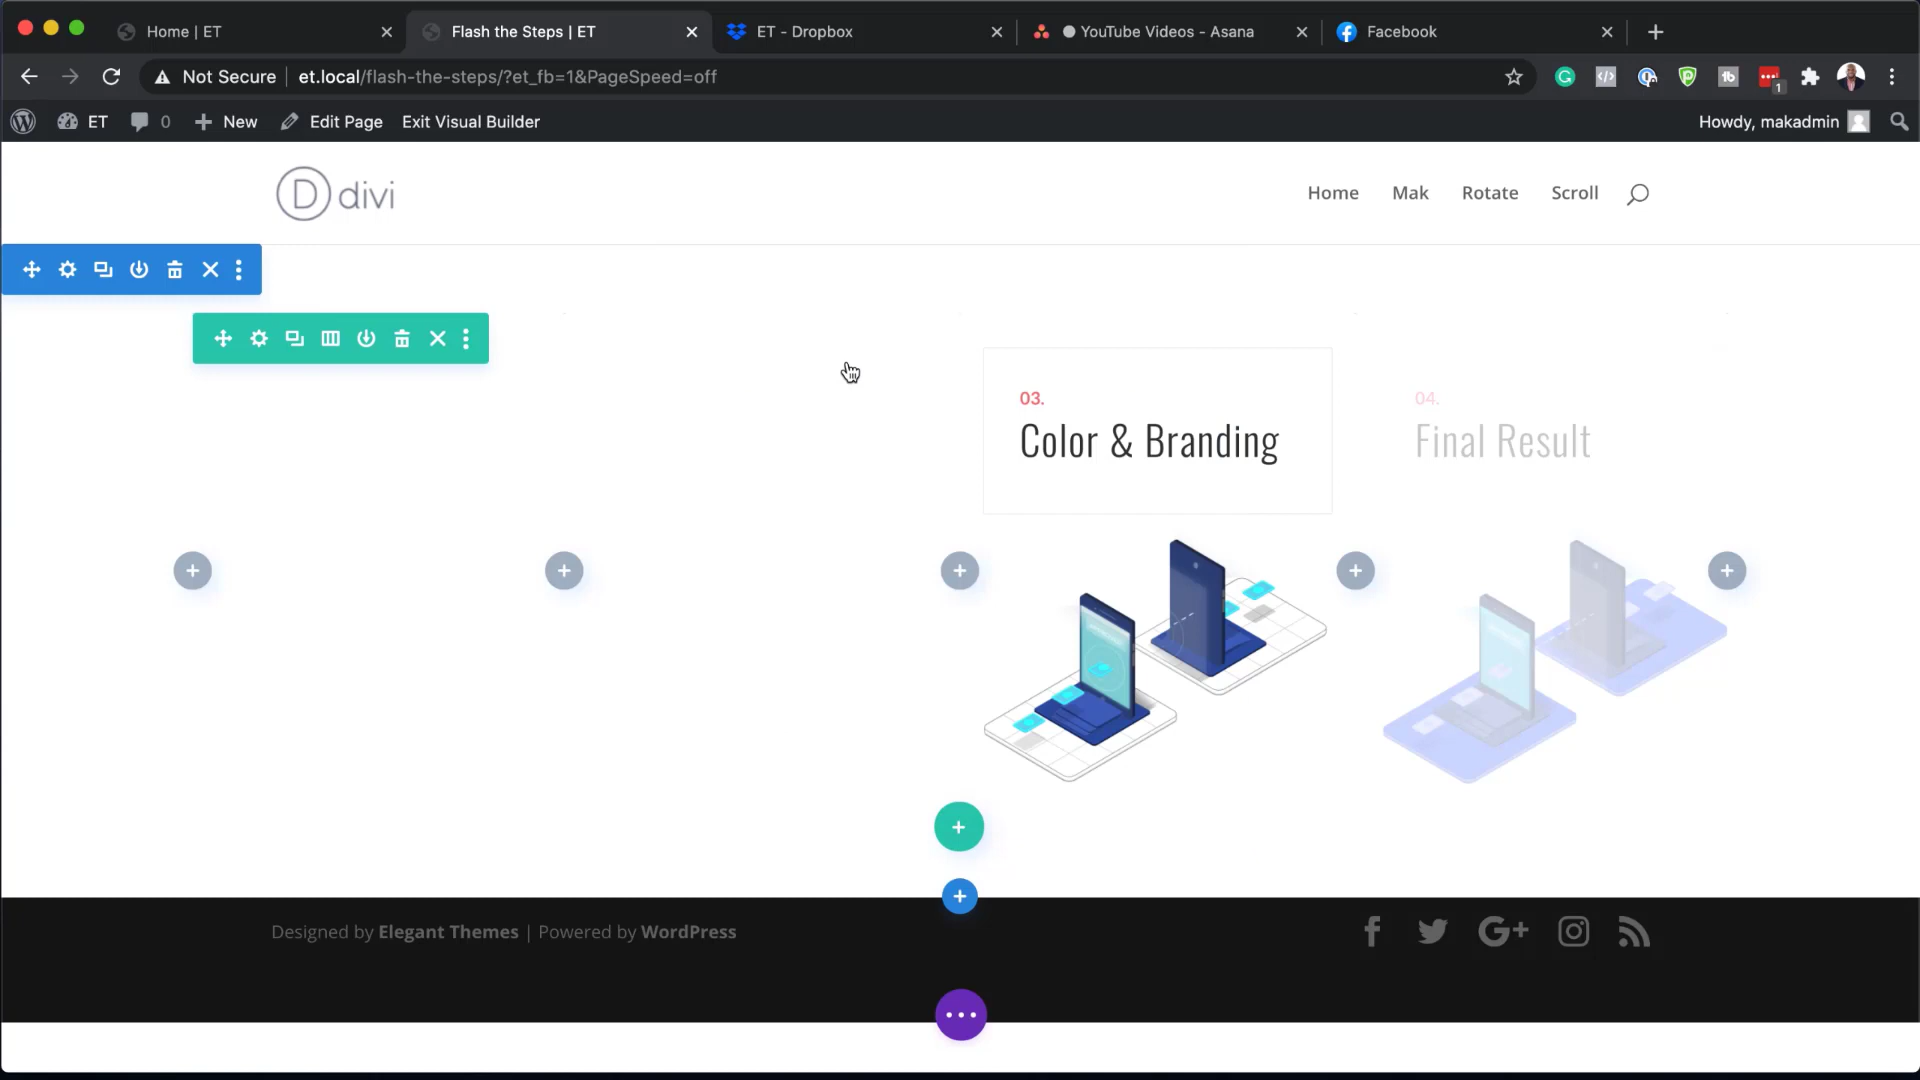 Home | ET
Flash the Steps | ET
ET - Dropbox
YouTube Videos - Asana
Facebook
Not Secure
et.local/flash-the-steps/?et_fb=1&PageSpeed=off
1
ET
0
New
Edit Page
Exit Visual Builder
Howdy, makadmin
D divi
Home
Mak
Rotate
Scroll
03.
Color & Branding
04.
Final Result
Designed by Elegant Themes | Powered by WordPress